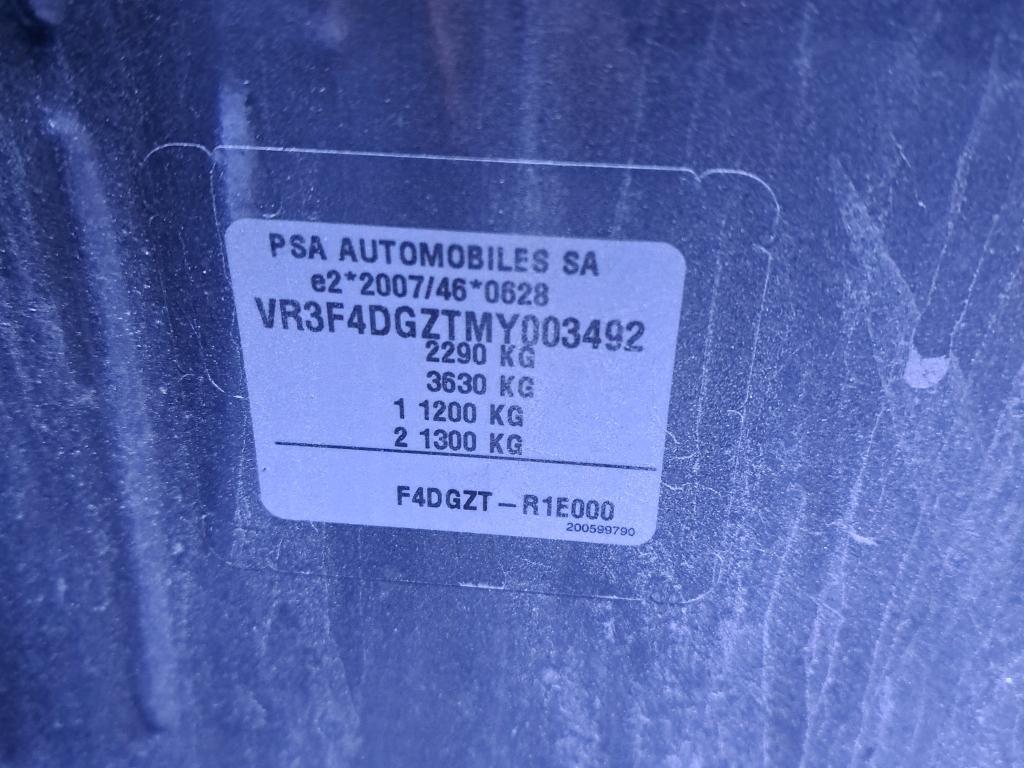 PSA AUTOMOBILES SA
e2*2007/46*0628
VR3F4DGZTMY003492
2290 KG
3630 KG
1 1200 KG
2 1300 KG
F4DGZT – R1E000
200599790